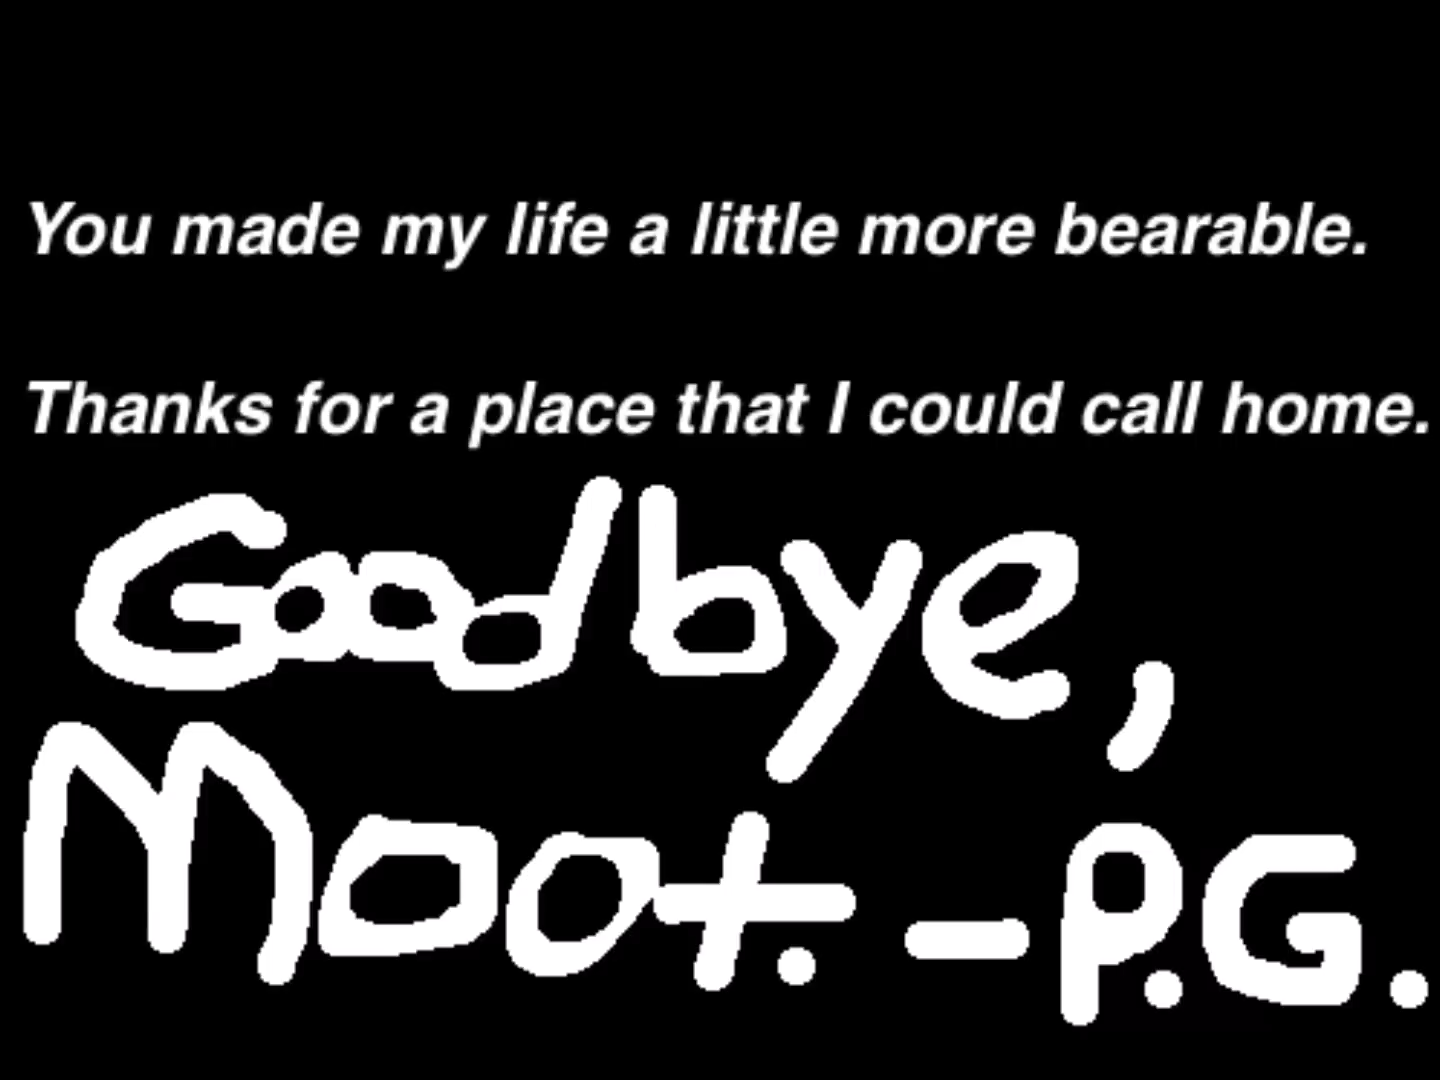 You made my life a little more bearable.
Thanks for a place that I could call home.
Goodbye,
Moot. -P.G.